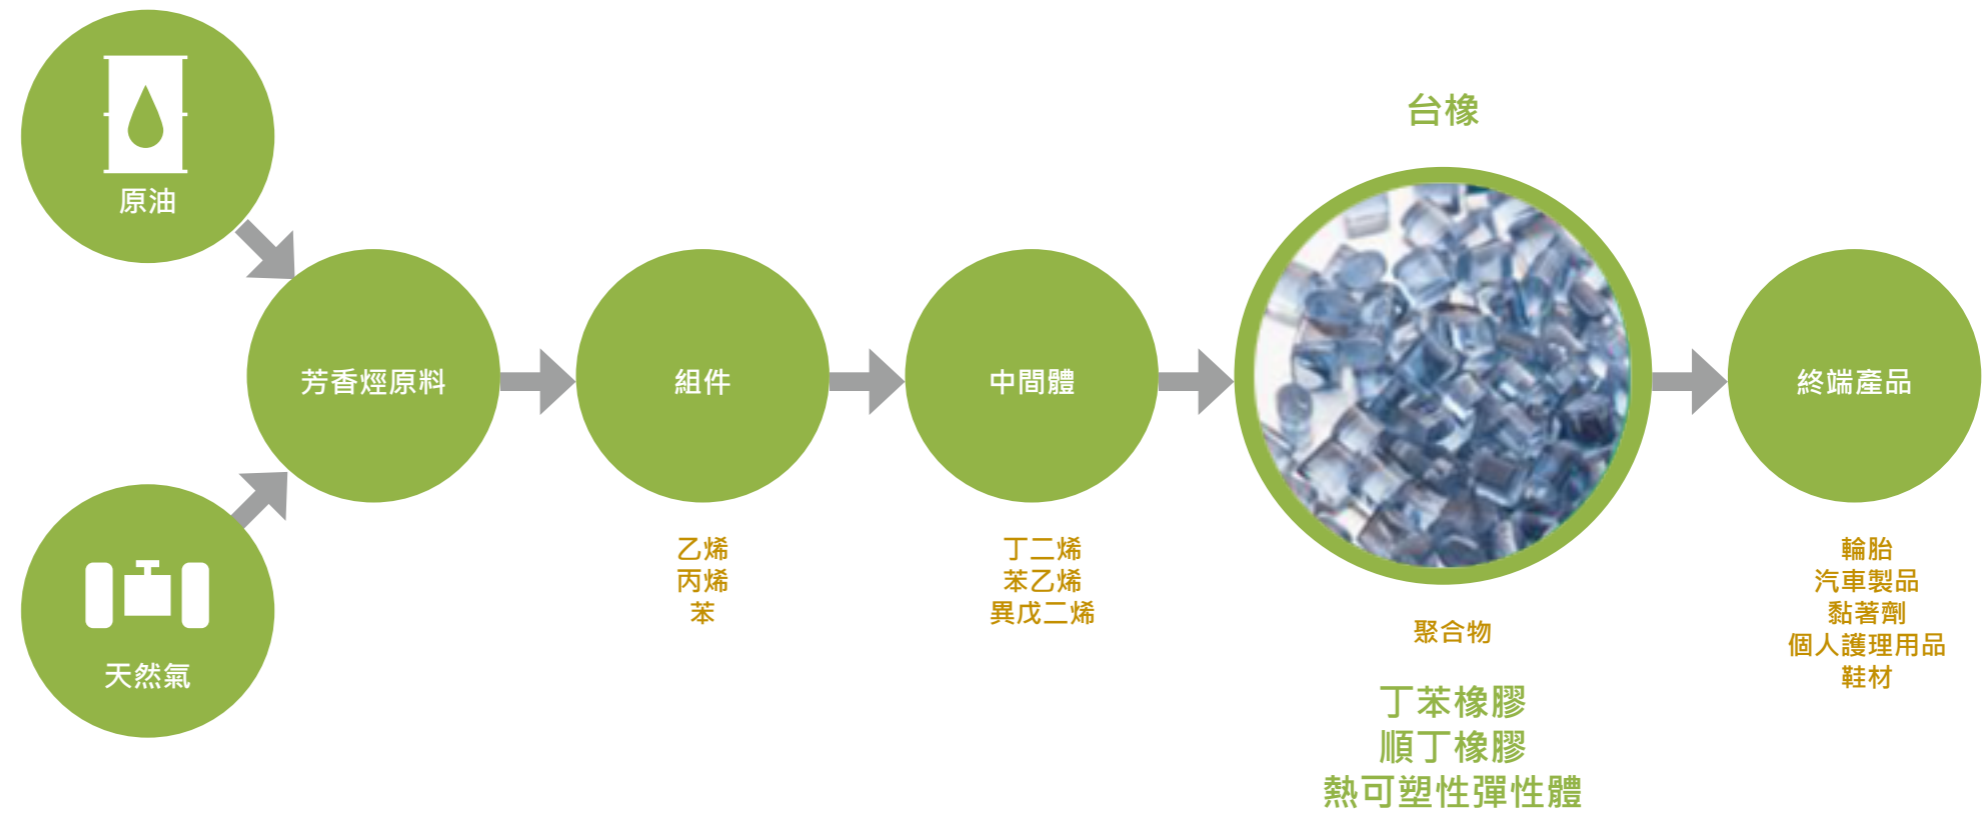 原油
天然氣
芳香烴原料
組件
乙烯
丙烯
苯
中間體
丁二烯
苯乙烯
異戊二烯
台橡
聚合物
丁苯橡膠
順丁橡膠
熱可塑性彈性體
終端產品
輪胎
汽車製品
黏著劑
個人護理用品
鞋材